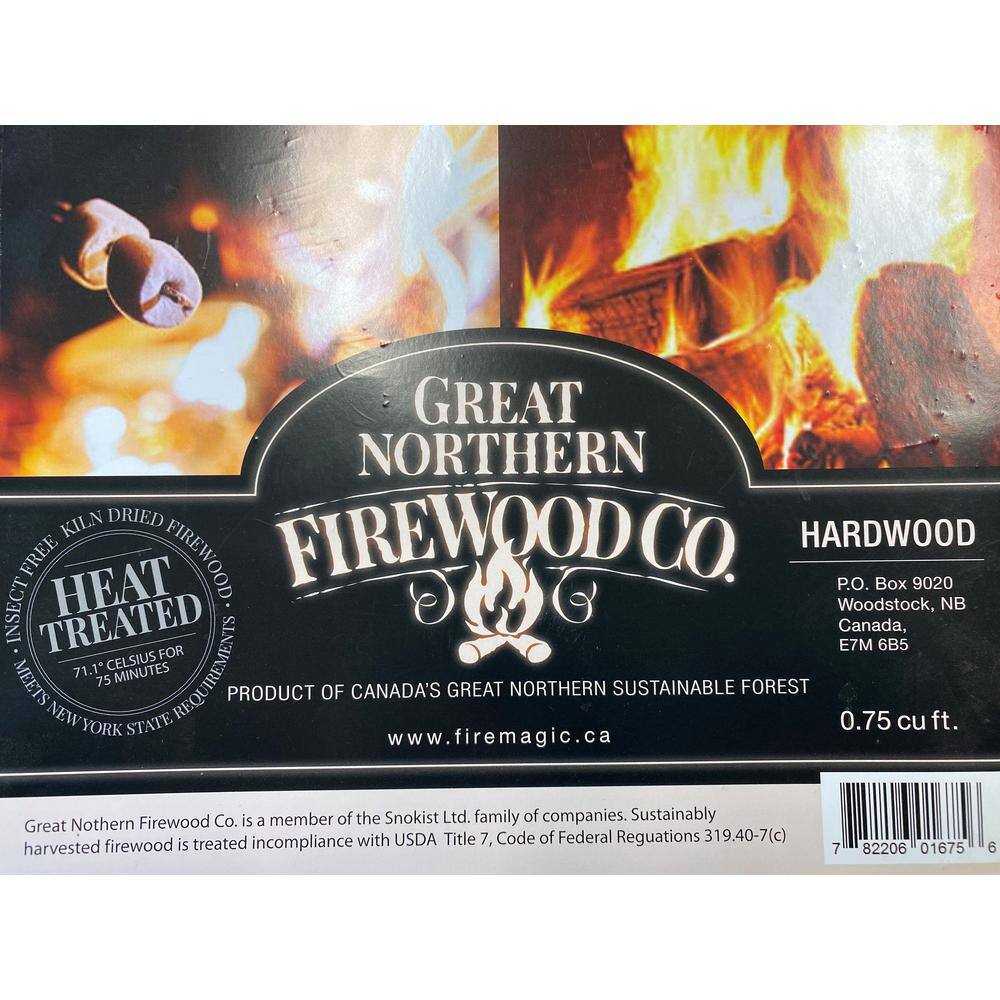 GREAT
NORTHERN
FIREWOOD CO.
· INSECT FREE KILN DRIED FIREWOOD ·
HEAT
TREATED
71.1° CELSIUS FOR
75 MINUTES
MEETS NEW YORK STATE REQUIREMENTS
HARDWOOD
P.O. Box 9020
Woodstock, NB
Canada,
E7M 6B5
PRODUCT OF CANADA'S GREAT NORTHERN SUSTAINABLE FOREST
0.75 cu ft.
www.firemagic.ca
Great Nothern Firewood Co. is a member of the Snokist Ltd. family of companies. Sustainably
harvested firewood is treated incompliance with USDA Title 7, Code of Federal Reguations 319.40-7(c)
7 82206 01675 6